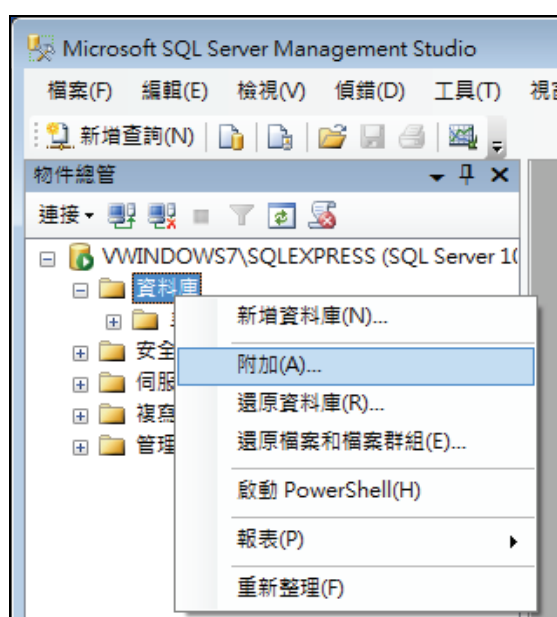 Microsoft SQL Server Management Studio
檔案(F) 編輯(E) 檢視(V) 偵錯(D) 工具(T)
新增查詢(N)
物件總管
連接
VWINDOWS7\SQLEXPRESS (SQL Server 10
資料庫
安全
伺服
複寫
管理
新增資料庫(N)...
附加(A)...
還原資料庫(R)...
還原檔案和檔案群組(E)...
啟動 PowerShell(H)
報表(P)
重新整理(F)